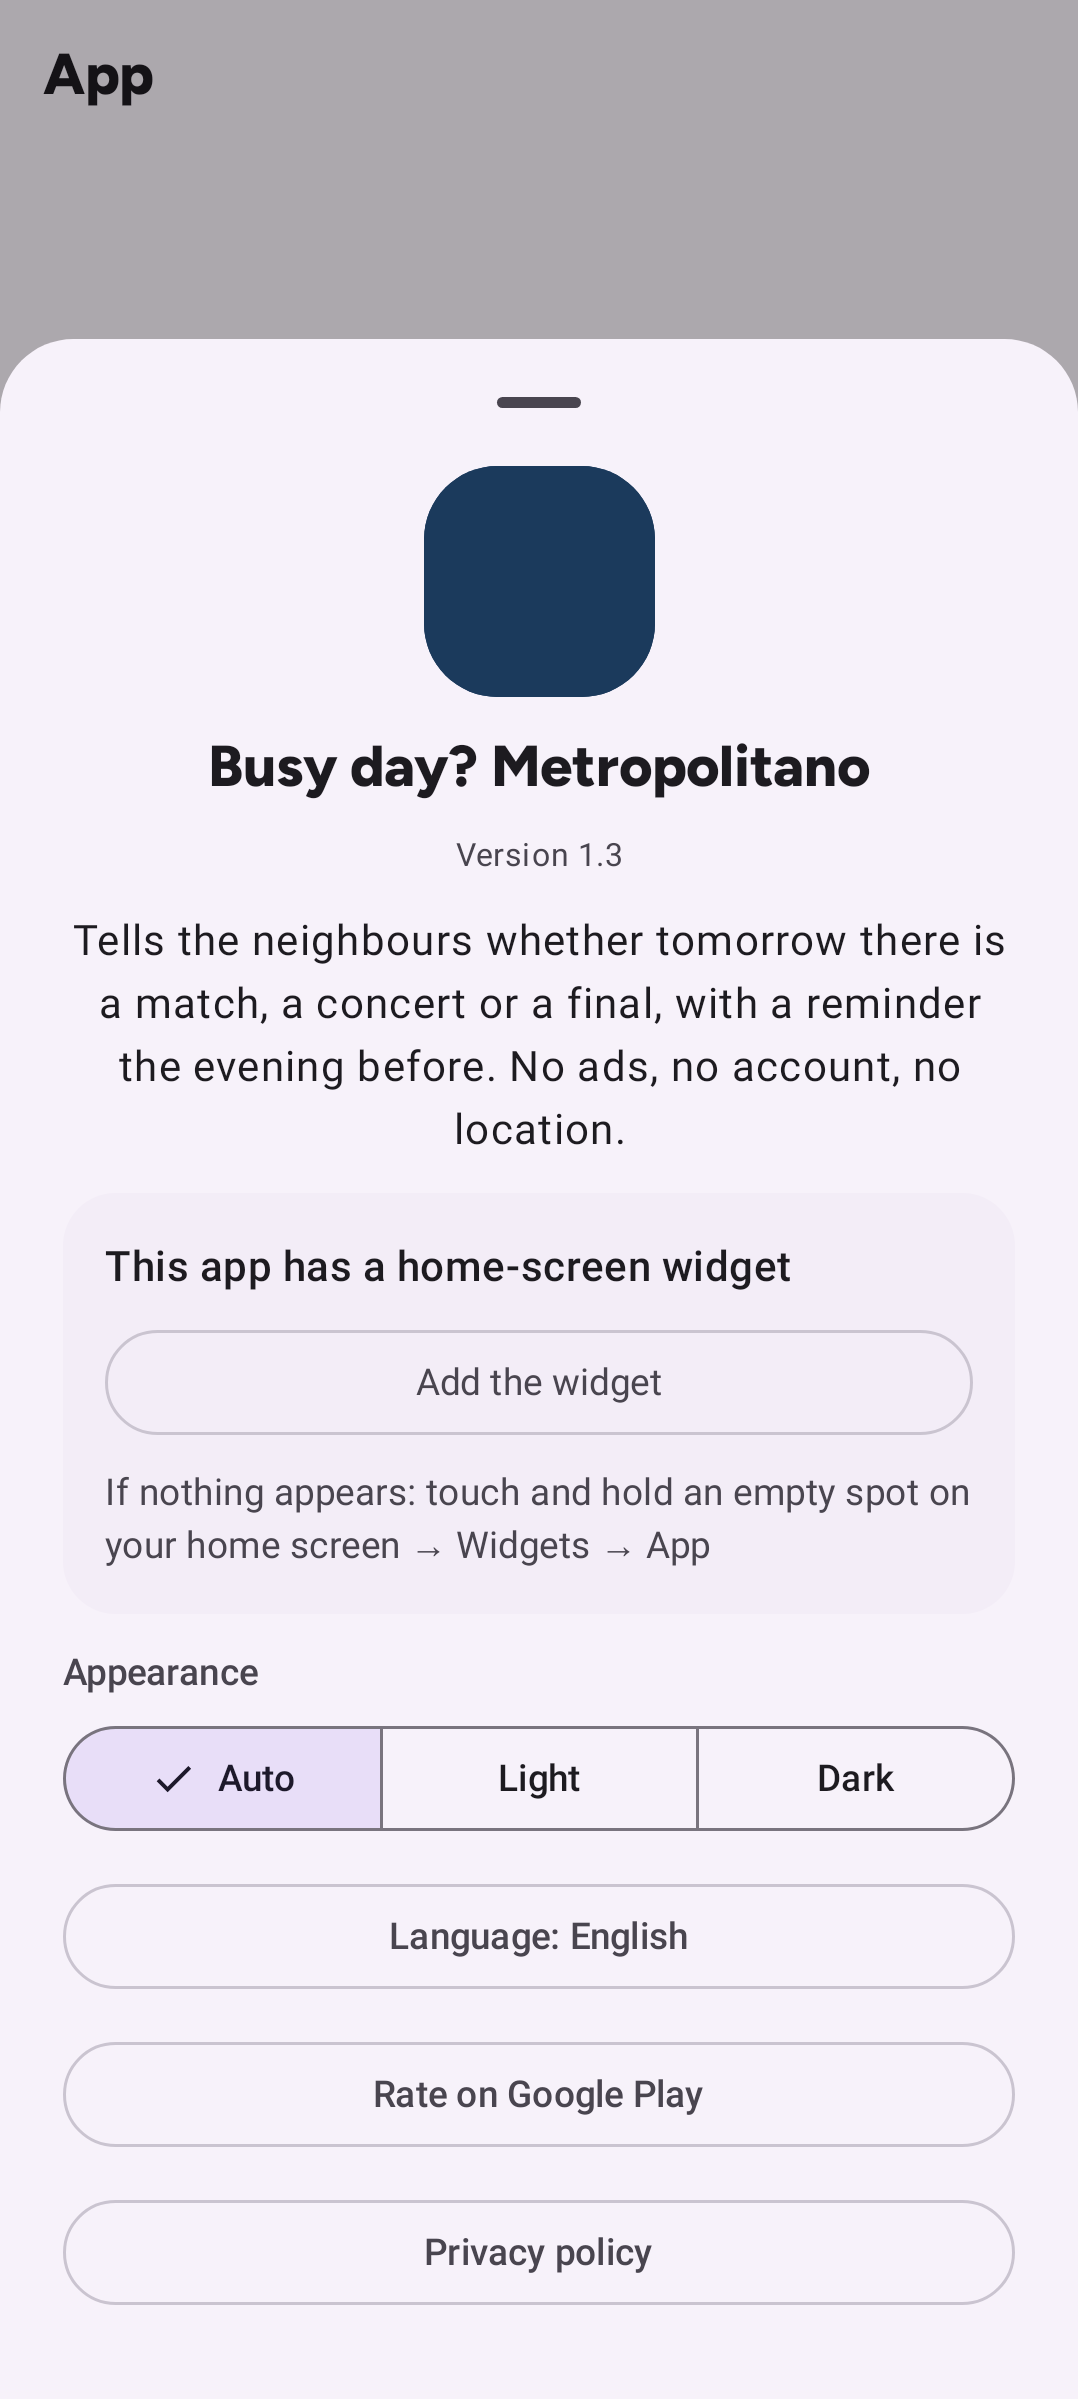 App
Busy day? Metropolitano
Version 1.3
Tells the neighbours whether tomorrow there is
a match, a concert or a final, with a reminder
the evening before. No ads, no account, no
location.
This app has a home-screen widget
Add the widget
If nothing appears: touch and hold an empty spot on
your home screen → Widgets → App
Appearance
Auto
Light
Dark
Language: English
Rate on Google Play
Privacy policy